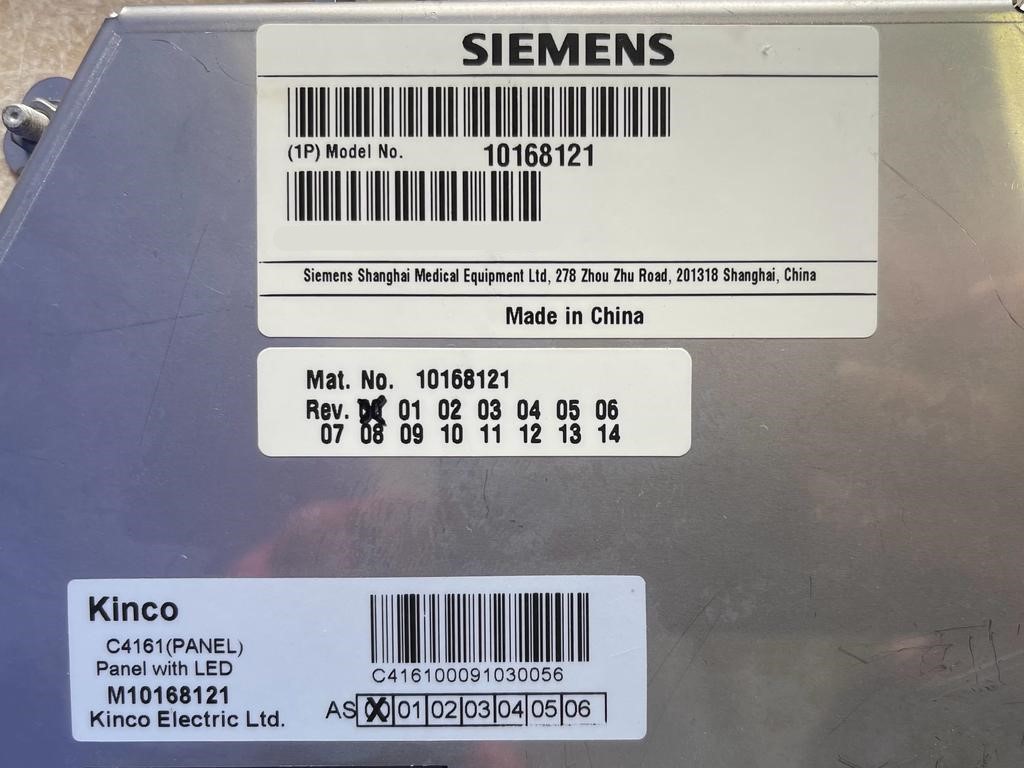 SIEMENS
(1P) Model No. 10168121
Siemens Shanghai Medical Equipment Ltd, 278 Zhou Zhu Road, 201318 Shanghai, China
Made in China
Mat. No. 10168121
Rev. 00 01 02 03 04 05 06
07 08 09 10 11 12 13 14
Kinco
C4161(PANEL)
Panel with LED
M10168121
Kinco Electric Ltd.
C416100091030056
AS 00 01 02 03 04 05 06